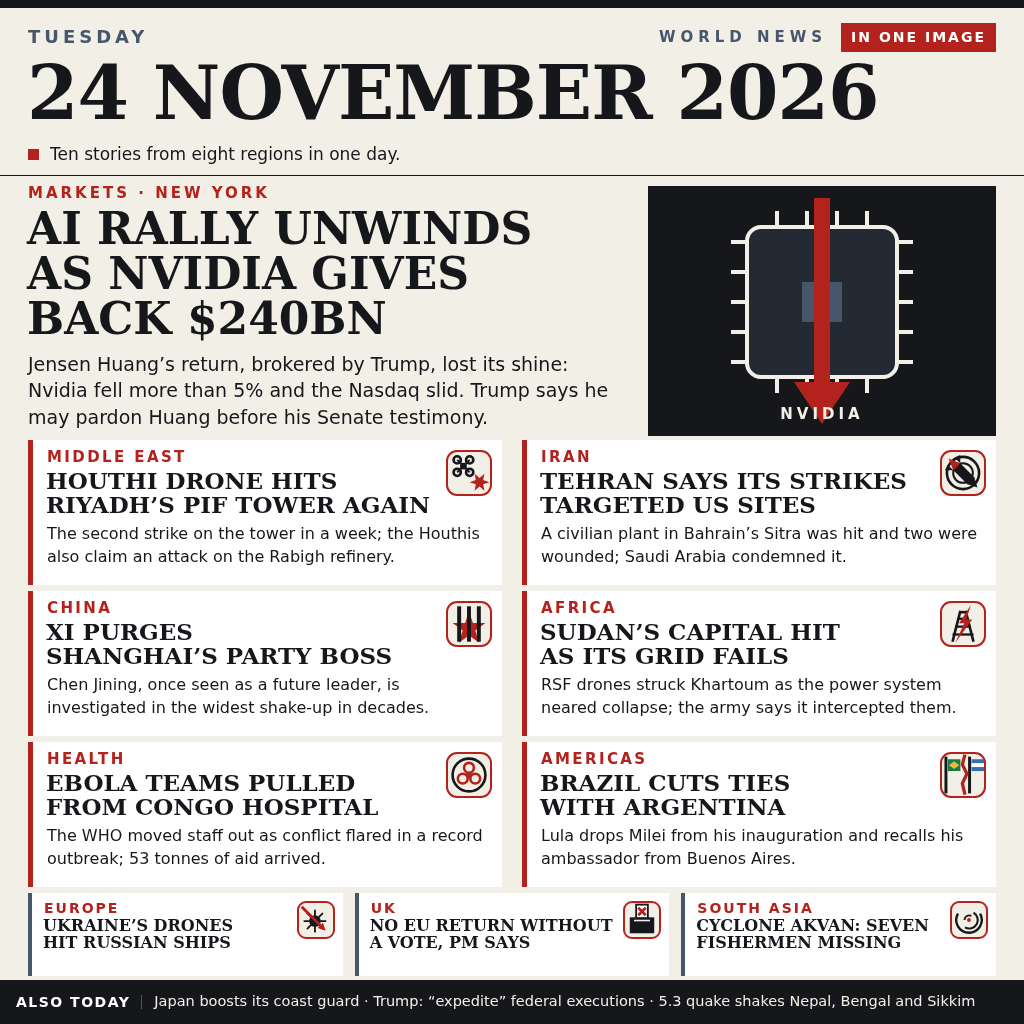 TUESDAY
WORLD NEWS
IN ONE IMAGE
24 NOVEMBER 2026
Ten stories from eight regions in one day.
MARKETS · NEW YORK
AI RALLY UNWINDS
AS NVIDIA GIVES
BACK $240BN
Jensen Huang’s return, brokered by Trump, lost its shine:
Nvidia fell more than 5% and the Nasdaq slid. Trump says he
may pardon Huang before his Senate testimony.
NVIDIA
MIDDLE EAST
HOUTHI DRONE HITS
RIYADH’S PIF TOWER AGAIN
The second strike on the tower in a week; the Houthis
also claim an attack on the Rabigh refinery.
IRAN
TEHRAN SAYS ITS STRIKES
TARGETED US SITES
A civilian plant in Bahrain’s Sitra was hit and two were
wounded; Saudi Arabia condemned it.
CHINA
XI PURGES
SHANGHAI’S PARTY BOSS
Chen Jining, once seen as a future leader, is
investigated in the widest shake-up in decades.
AFRICA
SUDAN’S CAPITAL HIT
AS ITS GRID FAILS
RSF drones struck Khartoum as the power system
neared collapse; the army says it intercepted them.
HEALTH
EBOLA TEAMS PULLED
FROM CONGO HOSPITAL
The WHO moved staff out as conflict flared in a record
outbreak; 53 tonnes of aid arrived.
AMERICAS
BRAZIL CUTS TIES
WITH ARGENTINA
Lula drops Milei from his inauguration and recalls his
ambassador from Buenos Aires.
EUROPE
UKRAINE’S DRONES
HIT RUSSIAN SHIPS
UK
NO EU RETURN WITHOUT
A VOTE, PM SAYS
SOUTH ASIA
CYCLONE AKVAN: SEVEN
FISHERMEN MISSING
ALSO TODAY
Japan boosts its coast guard · Trump: “expedite” federal executions · 5.3 quake shakes Nepal, Bengal and Sikkim